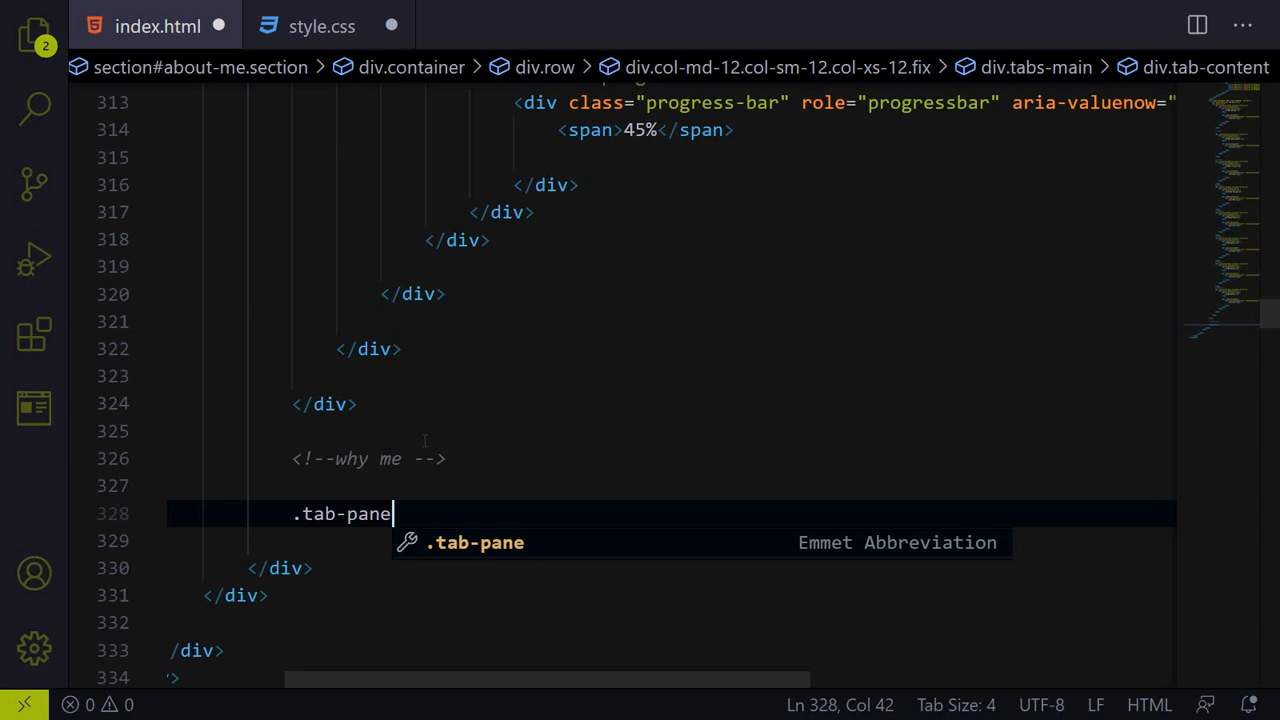 index.html
style.css
2
section#about-me.section > div.container > div.row > div.col-md-12.col-sm-12.col-xs-12.fix > div.tabs-main > div.tab-content
313 <div class="progress-bar" role="progressbar" aria-valuenow="
314 <span>45%</span>
315
316 </div>
317 </div>
318 </div>
319
320 </div>
321
322 </div>
323
324 </div>
325
326 <!--why me -->
327
328 .tab-pane
.tab-pane Emmet Abbreviation
329
330 </div>
331 </div>
332
333 /div>
334 >
0 0 Ln 328, Col 42 Tab Size: 4 UTF-8 LF HTML